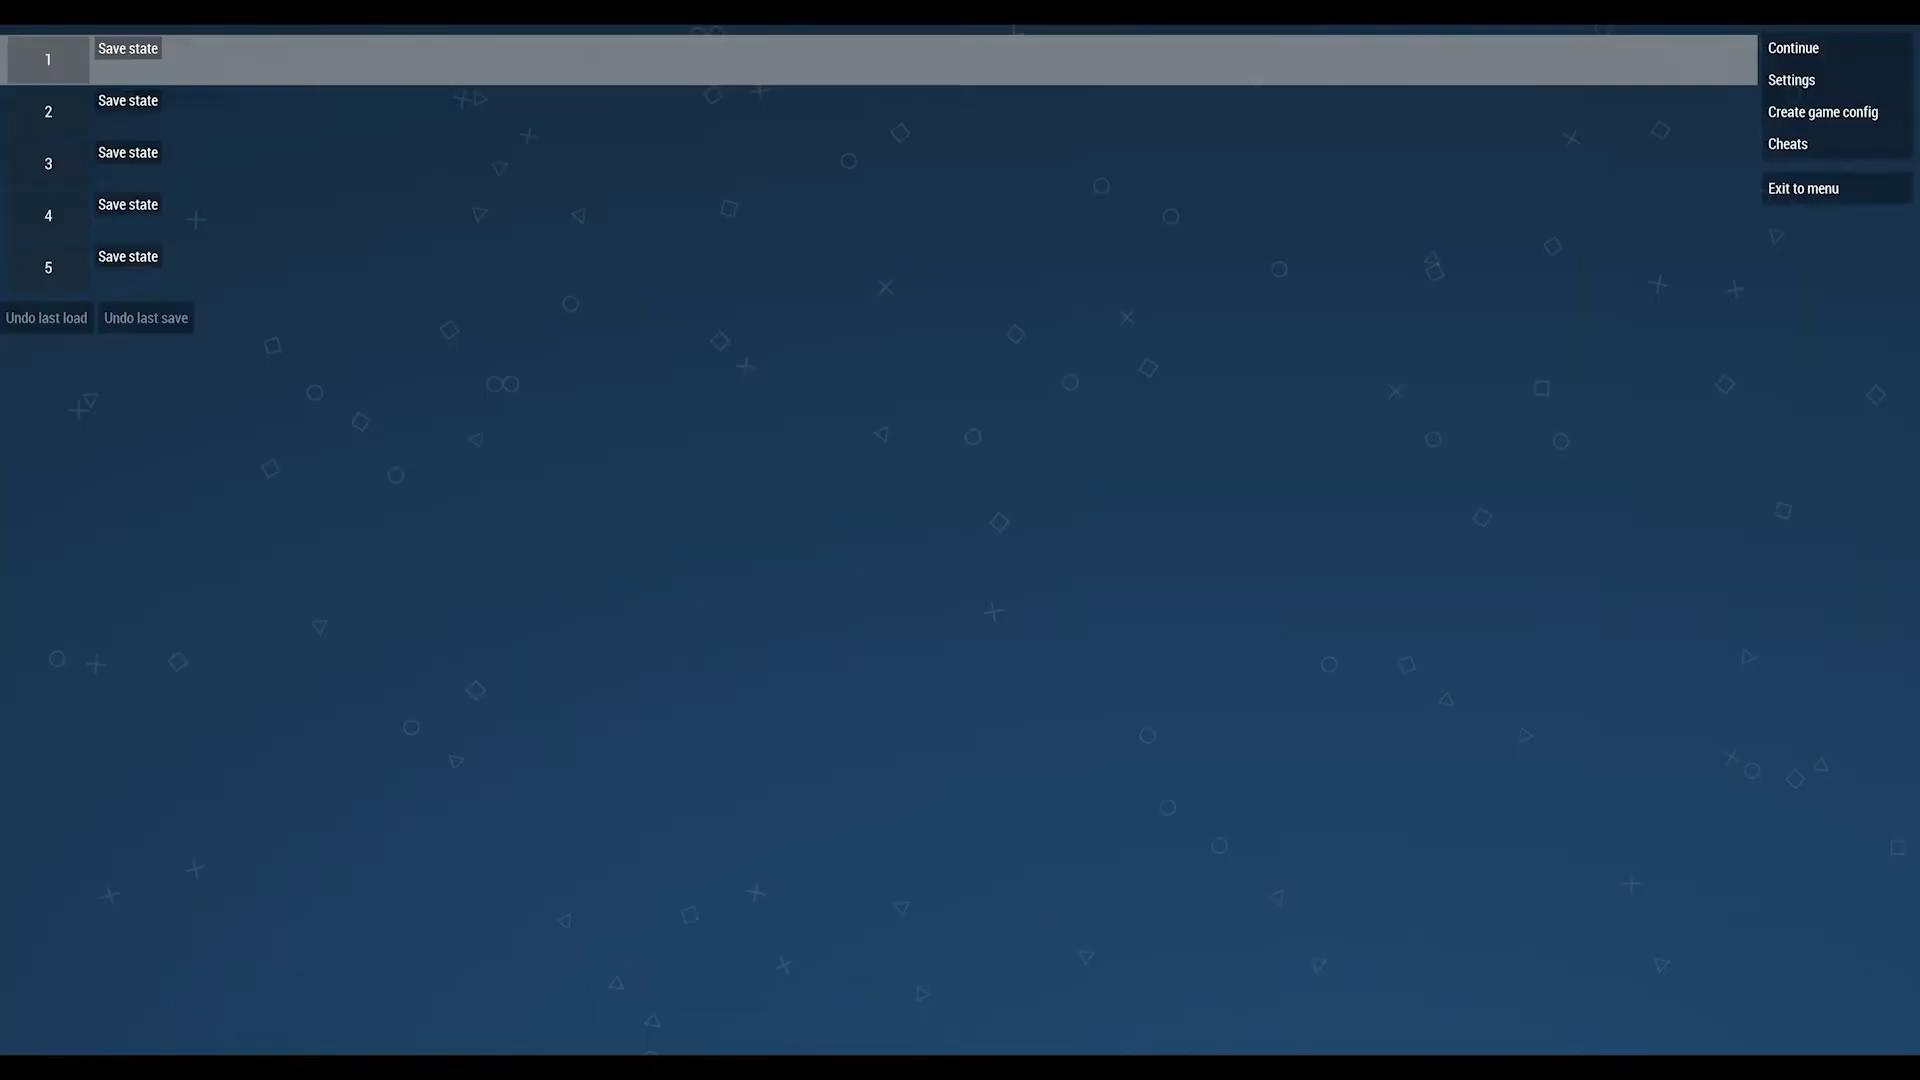 1 Save state
2 Save state
3 Save state
4 Save state
5 Save state
Undo last load Undo last save
Continue
Settings
Create game config
Cheats
Exit to menu